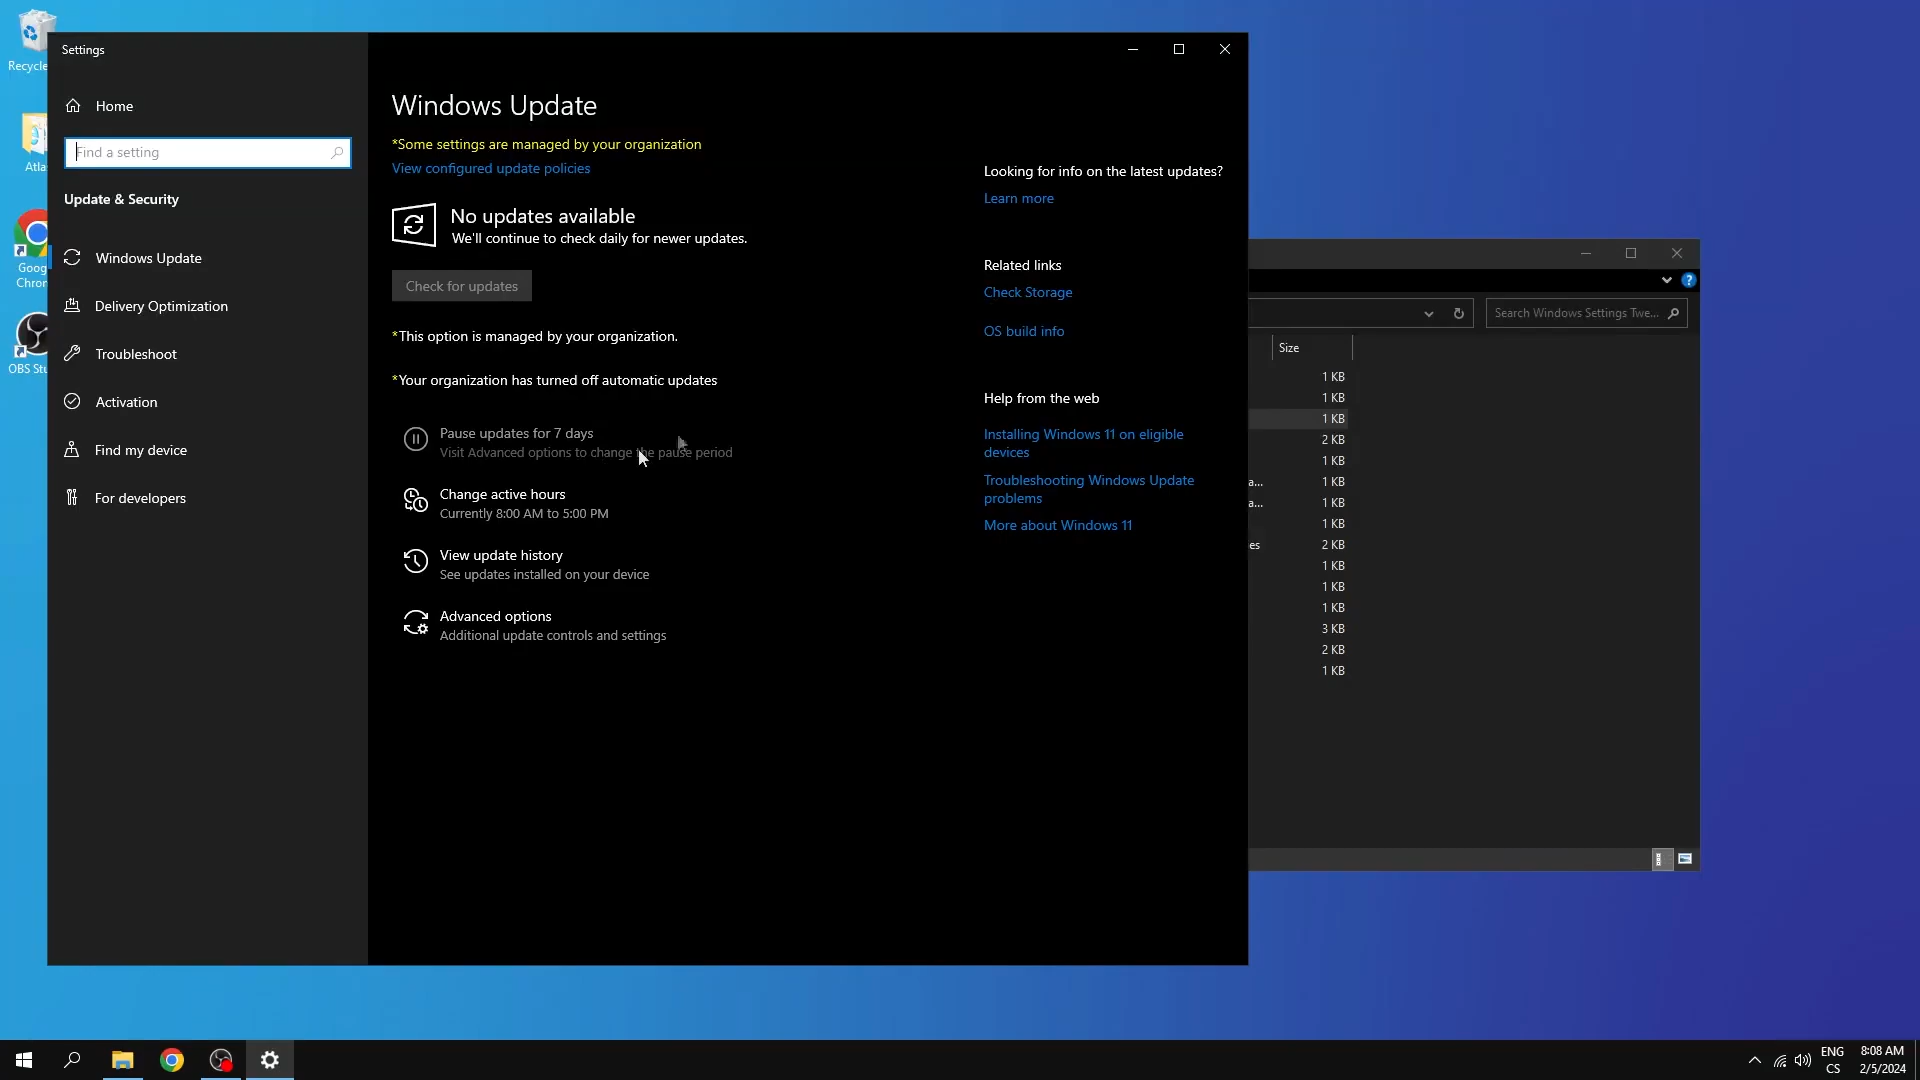 Recycle
Atlas
Goog
Chrom
OBS Stu
Settings
Home
Find a setting
Update & Security
Windows Update
Delivery Optimization
Troubleshoot
Activation
Find my device
For developers
Windows Update
*Some settings are managed by your organization
View configured update policies
No updates available
We'll continue to check daily for newer updates.
Check for updates
*This option is managed by your organization.
*Your organization has turned off automatic updates
Pause updates for 7 days
Visit Advanced options to change the pause period
Change active hours
Currently 8:00 AM to 5:00 PM
View update history
See updates installed on your device
Advanced options
Additional update controls and settings
Looking for info on the latest updates?
Learn more
Related links
Check Storage
OS build info
Help from the web
Installing Windows 11 on eligible
devices
Troubleshooting Windows Update
problems
More about Windows 11
Search Windows Settings Twe...
Size
1 KB
1 KB
1 KB
2 KB
1 KB
a... 1 KB
a... 1 KB
1 KB
es 2 KB
1 KB
1 KB
1 KB
3 KB
2 KB
1 KB
ENG
CS
8:08 AM
2/5/2024